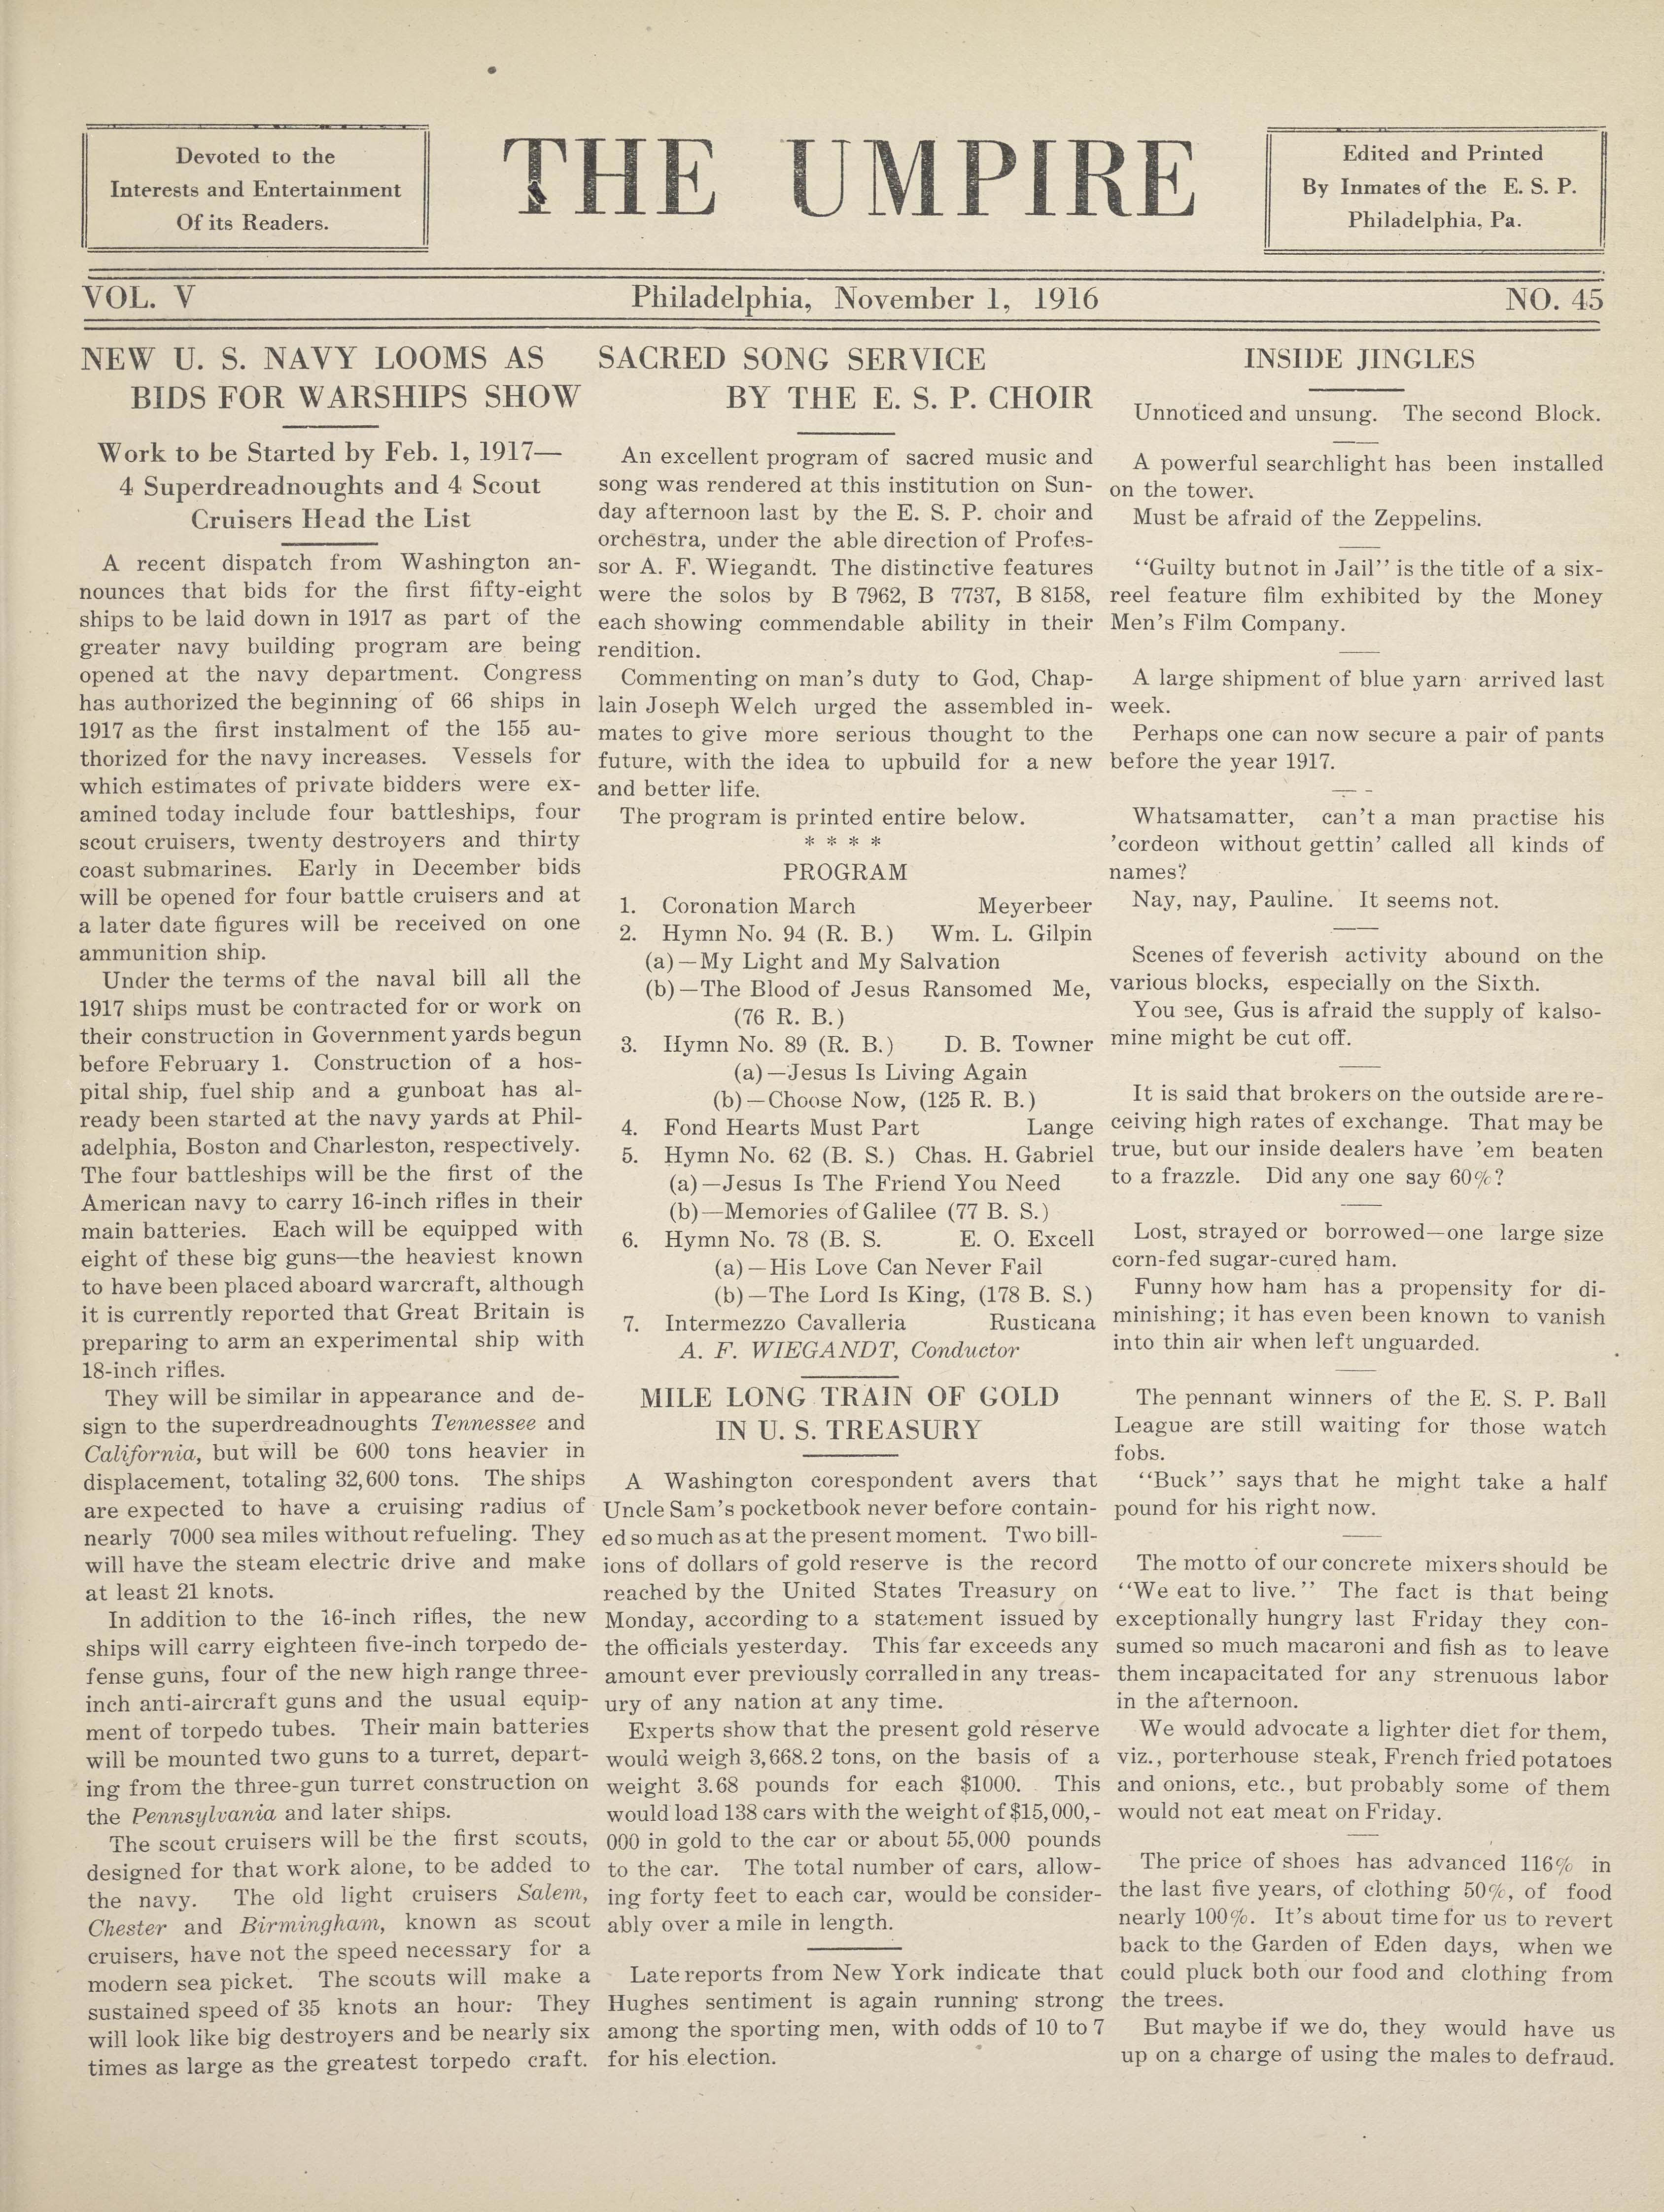 Devoted to the
Interests and Entertainment
Of its Readers.
THE UMPIRE
Edited and Printed
By Inmates of the E. S. P.
Philadelphia, Pa.
VOL. V
Philadelphia, November 1, 1916
NO. 45
NEW U. S. NAVY LOOMS AS
BIDS FOR WARSHIPS SHOW
Work to be Started by Feb. 1, 1917—
4 Superdreadnoughts and 4 Scout
Cruisers Head the List
A recent dispatch from Washington an-
nounces that bids for the first fifty-eight
ships to be laid down in 1917 as part of the
greater navy building program are being
opened at the navy department. Congress
has authorized the beginning of 66 ships in
1917 as the first instalment of the 155 au-
thorized for the navy increases. Vessels for
which estimates of private bidders were ex-
amined today include four battleships, four
scout cruisers, twenty destroyers and thirty
coast submarines. Early in December bids
will be opened for four battle cruisers and at
a later date figures will be received on one
ammunition ship.
Under the terms of the naval bill all the
1917 ships must be contracted for or work on
their construction in Government yards begun
before February 1. Construction of a hos-
pital ship, fuel ship and a gunboat has al-
ready been started at the navy yards at Phil-
adelphia, Boston and Charleston, respectively.
The four battleships will be the first of the
American navy to carry 16-inch rifles in their
main batteries. Each will be equipped with
eight of these big guns—the heaviest known
to have been placed aboard warcraft, although
it is currently reported that Great Britain is
preparing to arm an experimental ship with
18-inch rifles.
They will be similar in appearance and de-
sign to the superdreadnoughts Tennessee and
California, but will be 600 tons heavier in
displacement, totaling 32,600 tons. The ships
are expected to have a cruising radius of
nearly 7000 sea miles without refueling. They
will have the steam electric drive and make
at least 21 knots.
In addition to the 16-inch rifles, the new
ships will carry eighteen five-inch torpedo de-
fense guns, four of the new high range three-
inch anti-aircraft guns and the usual equip-
ment of torpedo tubes. Their main batteries
will be mounted two guns to a turret, depart-
ing from the three-gun turret construction on
the Pennsylvania and later ships.
The scout cruisers will be the first scouts,
designed for that work alone, to be added to
the navy. The old light cruisers Salem,
Chester and Birmingham, known as scout
cruisers, have not the speed necessary for a
modern sea picket. The scouts will make a
sustained speed of 35 knots an hour. They
will look like big destroyers and be nearly six
times as large as the greatest torpedo craft.
SACRED SONG SERVICE
BY THE E. S. P. CHOIR
An excellent program of sacred music and
song was rendered at this institution on Sun-
day afternoon last by the E. S. P. choir and
orchestra, under the able direction of Profes-
sor A. F. Wiegandt. The distinctive features
were the solos by B 7962, B 7737, B 8158,
each showing commendable ability in their
rendition.
Commenting on man's duty to God, Chap-
lain Joseph Welch urged the assembled in-
mates to give more serious thought to the
future, with the idea to upbuild for a new
and better life.
The program is printed entire below.
* * * *
PROGRAM
1. Coronation March Meyerbeer
2. Hymn No. 94 (R. B.) Wm. L. Gilpin
(a)—My Light and My Salvation
(b)—The Blood of Jesus Ransomed Me,
(76 R. B.)
3. Hymn No. 89 (R. B.) D. B. Towner
(a)—Jesus Is Living Again
(b)—Choose Now, (125 R. B.)
4. Fond Hearts Must Part Lange
5. Hymn No. 62 (B. S.) Chas. H. Gabriel
(a)—Jesus Is The Friend You Need
(b)—Memories of Galilee (77 B. S.)
6. Hymn No. 78 (B. S. E. O. Excell
(a)—His Love Can Never Fail
(b)—The Lord Is King, (178 B. S.)
7. Intermezzo Cavalleria Rusticana
A. F. WIEGANDT, Conductor
MILE LONG TRAIN OF GOLD
IN U. S. TREASURY
A Washington corespondent avers that
Uncle Sam's pocketbook never before contain-
ed so much as at the present moment. Two bill-
ions of dollars of gold reserve is the record
reached by the United States Treasury on
Monday, according to a statement issued by
the officials yesterday. This far exceeds any
amount ever previously corralled in any treas-
ury of any nation at any time.
Experts show that the present gold reserve
would weigh 3,668.2 tons, on the basis of a
weight 3.68 pounds for each $1000. This
would load 138 cars with the weight of $15,000,-
000 in gold to the car or about 55,000 pounds
to the car. The total number of cars, allow-
ing forty feet to each car, would be consider-
ably over a mile in length.
Late reports from New York indicate that
Hughes sentiment is again running strong
among the sporting men, with odds of 10 to 7
for his election.
INSIDE JINGLES
Unnoticed and unsung. The second Block.
A powerful searchlight has been installed
on the tower.
Must be afraid of the Zeppelins.
"Guilty but not in Jail" is the title of a six-
reel feature film exhibited by the Money
Men's Film Company.
A large shipment of blue yarn arrived last
week.
Perhaps one can now secure a pair of pants
before the year 1917.
Whatsamatter, can't a man practise his
'cordeon without gettin' called all kinds of
names?
Nay, nay, Pauline. It seems not.
Scenes of feverish activity abound on the
various blocks, especially on the Sixth.
You see, Gus is afraid the supply of kalso-
mine might be cut off.
It is said that brokers on the outside are re-
ceiving high rates of exchange. That may be
true, but our inside dealers have 'em beaten
to a frazzle. Did any one say 60%?
Lost, strayed or borrowed—one large size
corn-fed sugar-cured ham.
Funny how ham has a propensity for di-
minishing; it has even been known to vanish
into thin air when left unguarded.
The pennant winners of the E. S. P. Ball
League are still waiting for those watch
fobs.
"Buck" says that he might take a half
pound for his right now.
The motto of our concrete mixers should be
"We eat to live." The fact is that being
exceptionally hungry last Friday they con-
sumed so much macaroni and fish as to leave
them incapacitated for any strenuous labor
in the afternoon.
We would advocate a lighter diet for them,
viz., porterhouse steak, French fried potatoes
and onions, etc., but probably some of them
would not eat meat on Friday.
The price of shoes has advanced 116% in
the last five years, of clothing 50%, of food
nearly 100%. It's about time for us to revert
back to the Garden of Eden days, when we
could pluck both our food and clothing from
the trees.
But maybe if we do, they would have us
up on a charge of using the males to defraud.